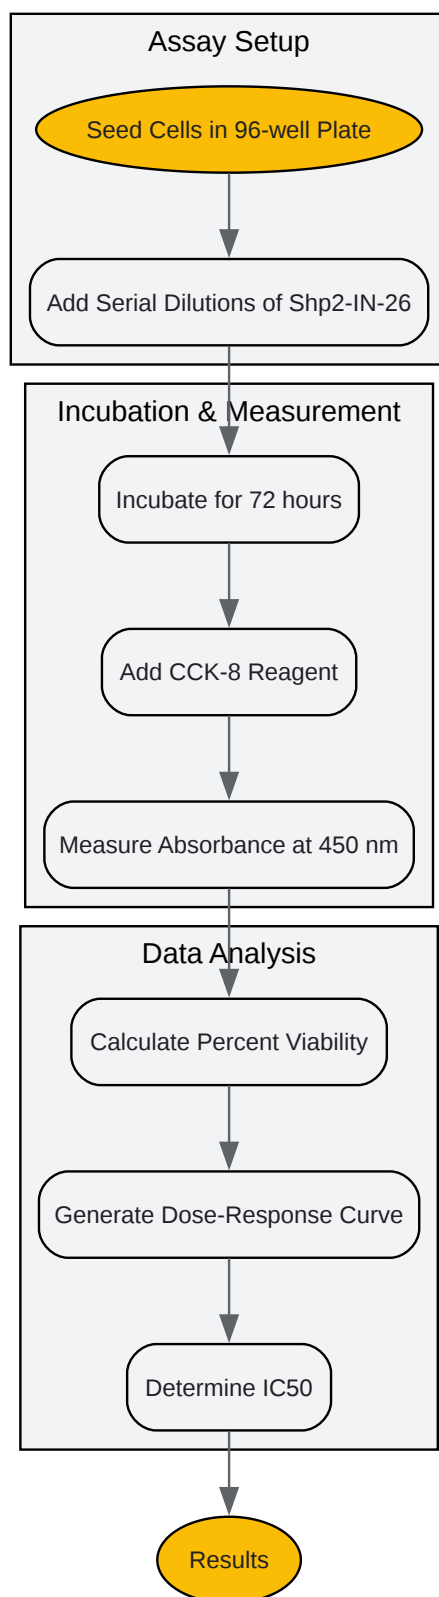 Assay Setup
Seed Cells in 96-well Plate
Add Serial Dilutions of Shp2-IN-26
Incubation & Measurement
Incubate for 72 hours
Add CCK-8 Reagent
Measure Absorbance at 450 nm
Data Analysis
Calculate Percent Viability
Generate Dose-Response Curve
Determine IC50
Results